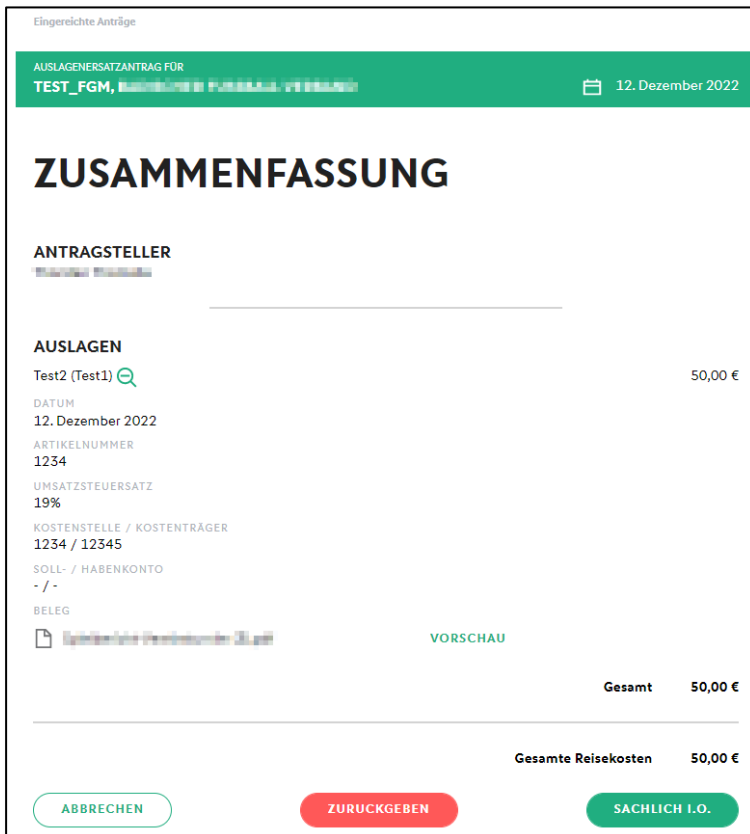 Eingereichte Anträge
AUSLAGENERSATZANTRAG FÜR
TEST_FGM,
12. Dezember 2022
ZUSAMMENFASSUNG
ANTRAGSTELLER
AUSLAGEN
Test2 (Test1) 50,00 €
DATUM
12. Dezember 2022
ARTIKELNUMMER
1234
UMSATZSTEUERSATZ
19%
KOSTENSTELLE / KOSTENTRÄGER
1234 / 12345
SOLL- / HABENKONTO
- / -
BELEG
VORSCHAU
Gesamt 50,00 €
Gesamte Reisekosten 50,00 €
ABBRECHEN ZURUCKGEBEN SACHLICH I.O.